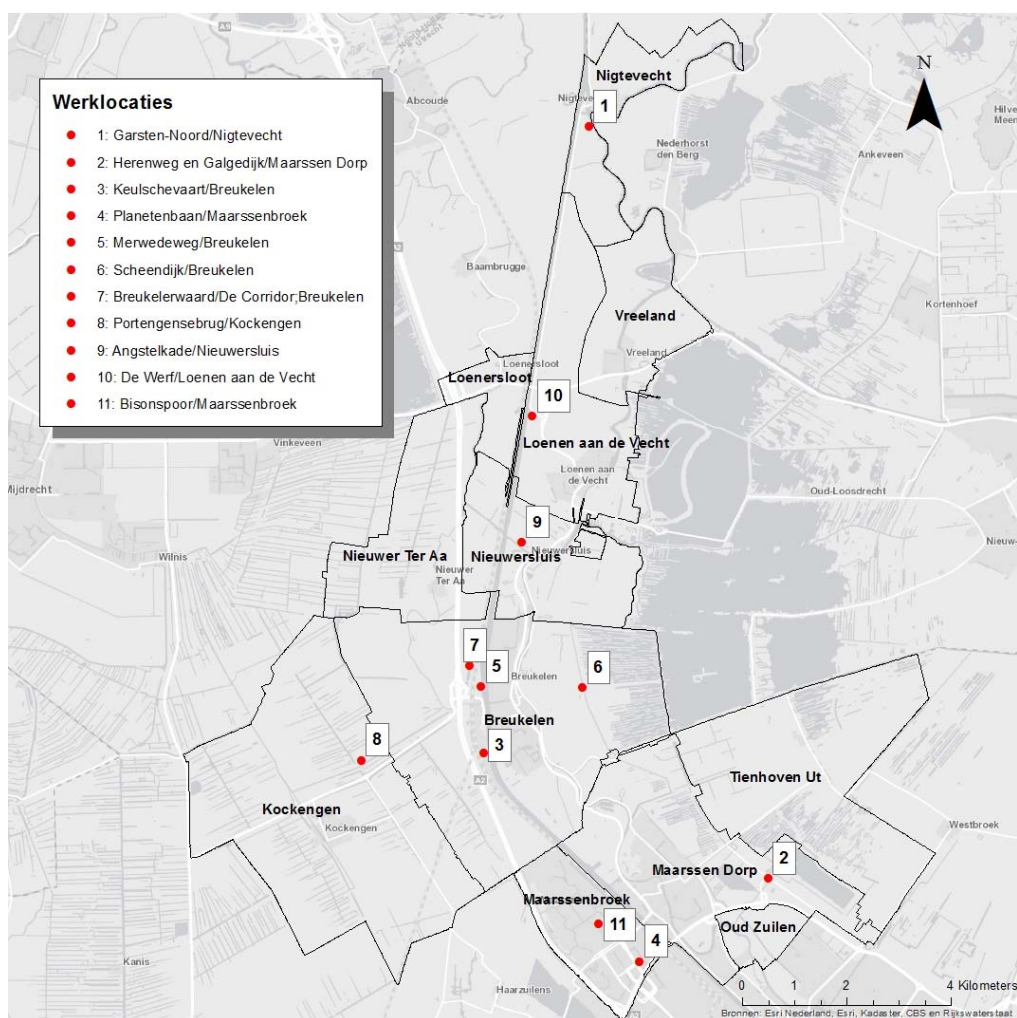 Werklocaties
1: Garsten-Noord/Nigtevecht
2: Herenweg en Galgedijk/Maarssen Dorp
3: Keulschevaart/Breukelen
4: Planetenbaan/Maarssenbroek
5: Merwedeweg/Breukelen
6: Scheendijk/Breukelen
7: Breukelerwaard/De Corridor;Breukelen
8: Portengensebrug/Kockengen
9: Angstelkade/Nieuwersluis
10: De Werf/Loenen aan de Vecht
11: Bisonspoor/Maarssenbroek
A9
N
Nigtevecht
1
Abcoude
Nederhorst
den Berg
Ankeveen
A2
Baambrugge
Kortenhoef
Vreeland
Vreeland
Loenersloot
Loenersloot
10
Loenen aan de Vecht
Vinkeveen
Loenen aan
de Vecht
Mijdrecht
Oud-Loosdrecht
9
Wilnis
Nieuwer Ter Aa
Nieuwersluis
Nieuwersluis
Nieuwer
Ter Aa
7
5
6
Breukelen
Breukelen
3
8
A2
Tienhoven Ut
Kockengen
Kockengen
Westbroek
2
Maarssen Dorp
Maarssenbroek
11
Oud Zuilen
4
Kanis
Haarzuilens
0 2 4 Kilometers
Bronnen: Esri Nederland, Esri, Kadaster, CBS en Rijkswaterstaat